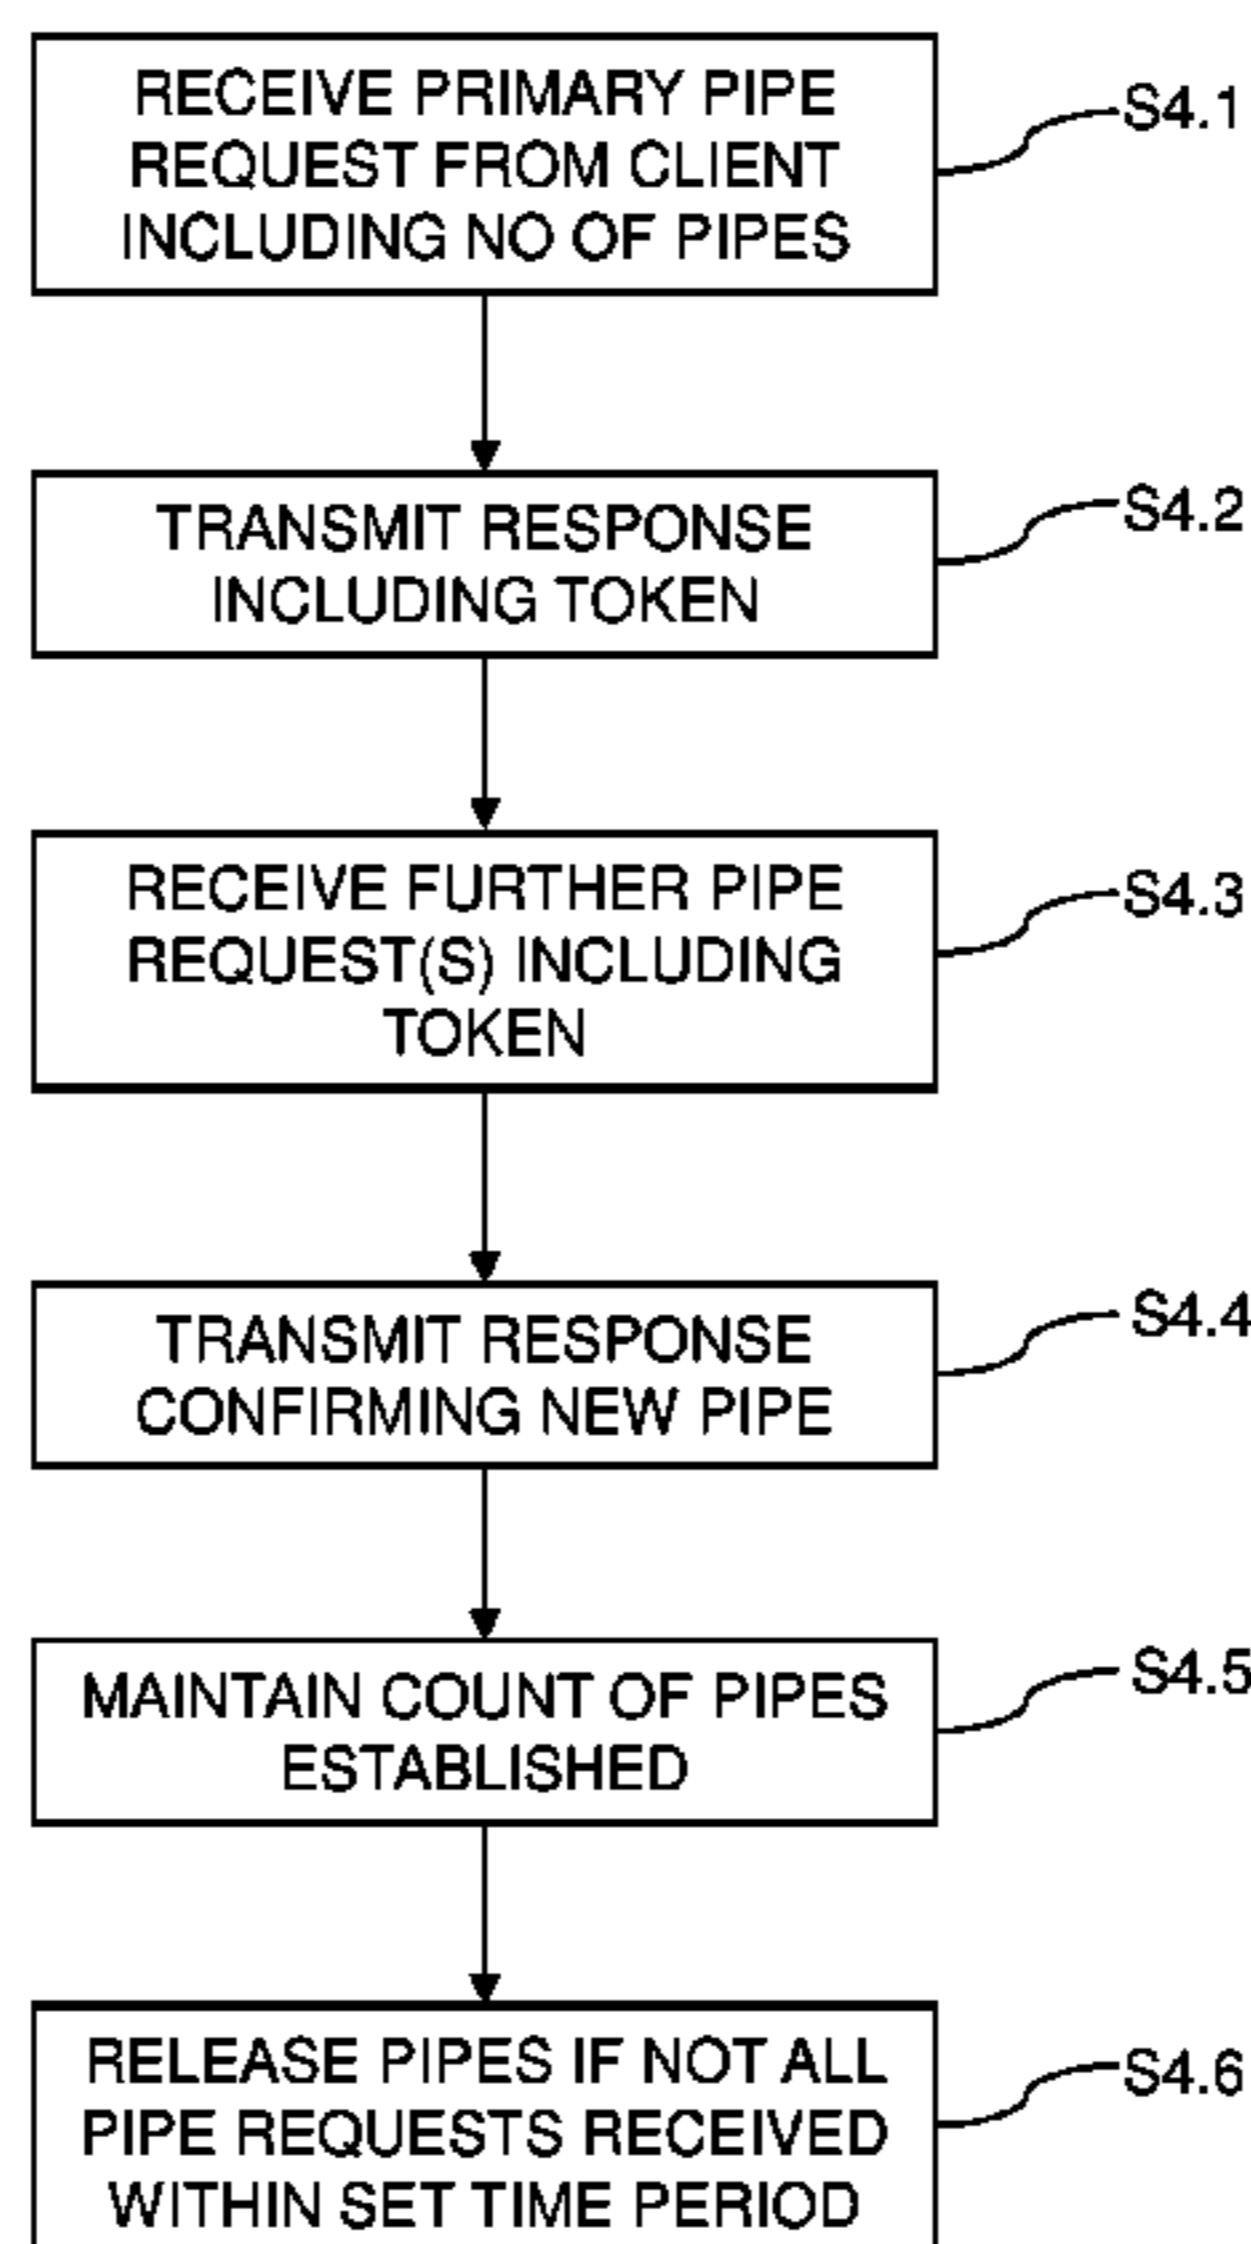 RECEIVE PRIMARY PIPE
REQUEST FROM CLIENT
INCLUDING NO OF PIPES
S4.1
TRANSMIT RESPONSE
INCLUDING TOKEN
S4.2
RECEIVE FURTHER PIPE
REQUEST(S) INCLUDING
TOKEN
S4.3
TRANSMIT RESPONSE
CONFIRMING NEW PIPE
S4.4
MAINTAIN COUNT OF PIPES
ESTABLISHED
S4.5
RELEASE PIPES IF NOT ALL
PIPE REQUESTS RECEIVED
WITHIN SET TIME PERIOD
S4.6